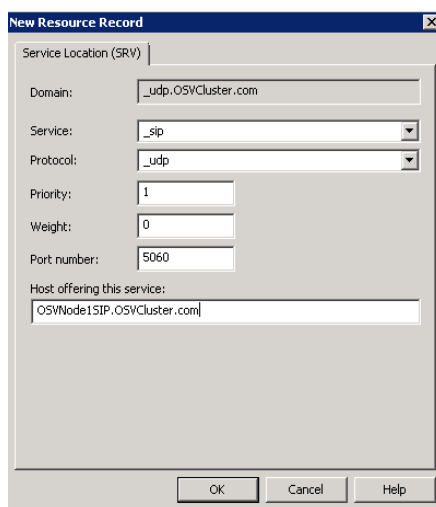 New Resource Record
Service Location (SRV)
Domain: _udp.OSVCluster.com
Service: _sip
Protocol: _udp
Priority: 1
Weight: 0
Port number: 5060
Host offering this service:
OSVNode1SIP.OSVCluster.com
OK Cancel Help